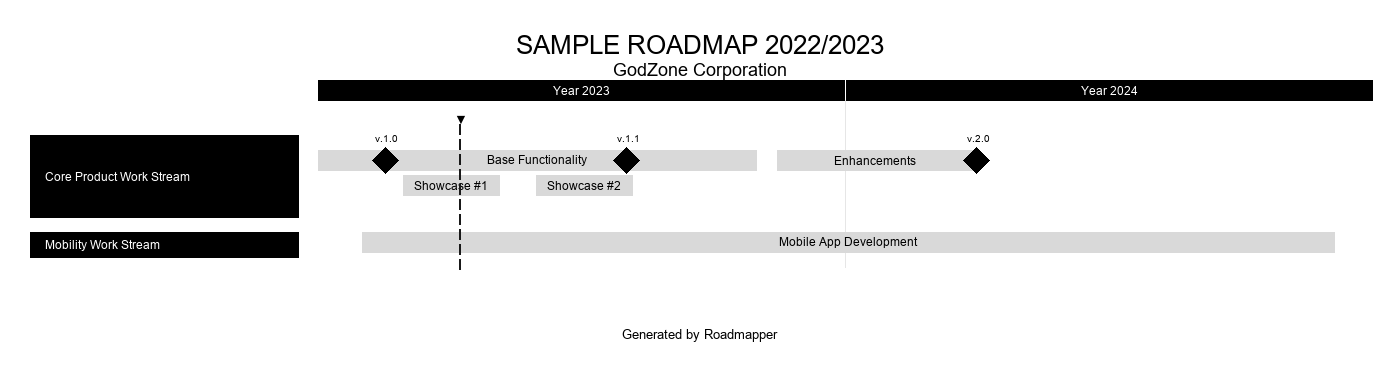 SAMPLE ROADMAP 2022/2023
GodZone Corporation
Year 2023
Year 2024
v.1.0
v.1.1
v.2.0
Core Product Work Stream
Base Functionality
Enhancements
Showcase #1
Showcase #2
Mobility Work Stream
Mobile App Development
Generated by Roadmapper